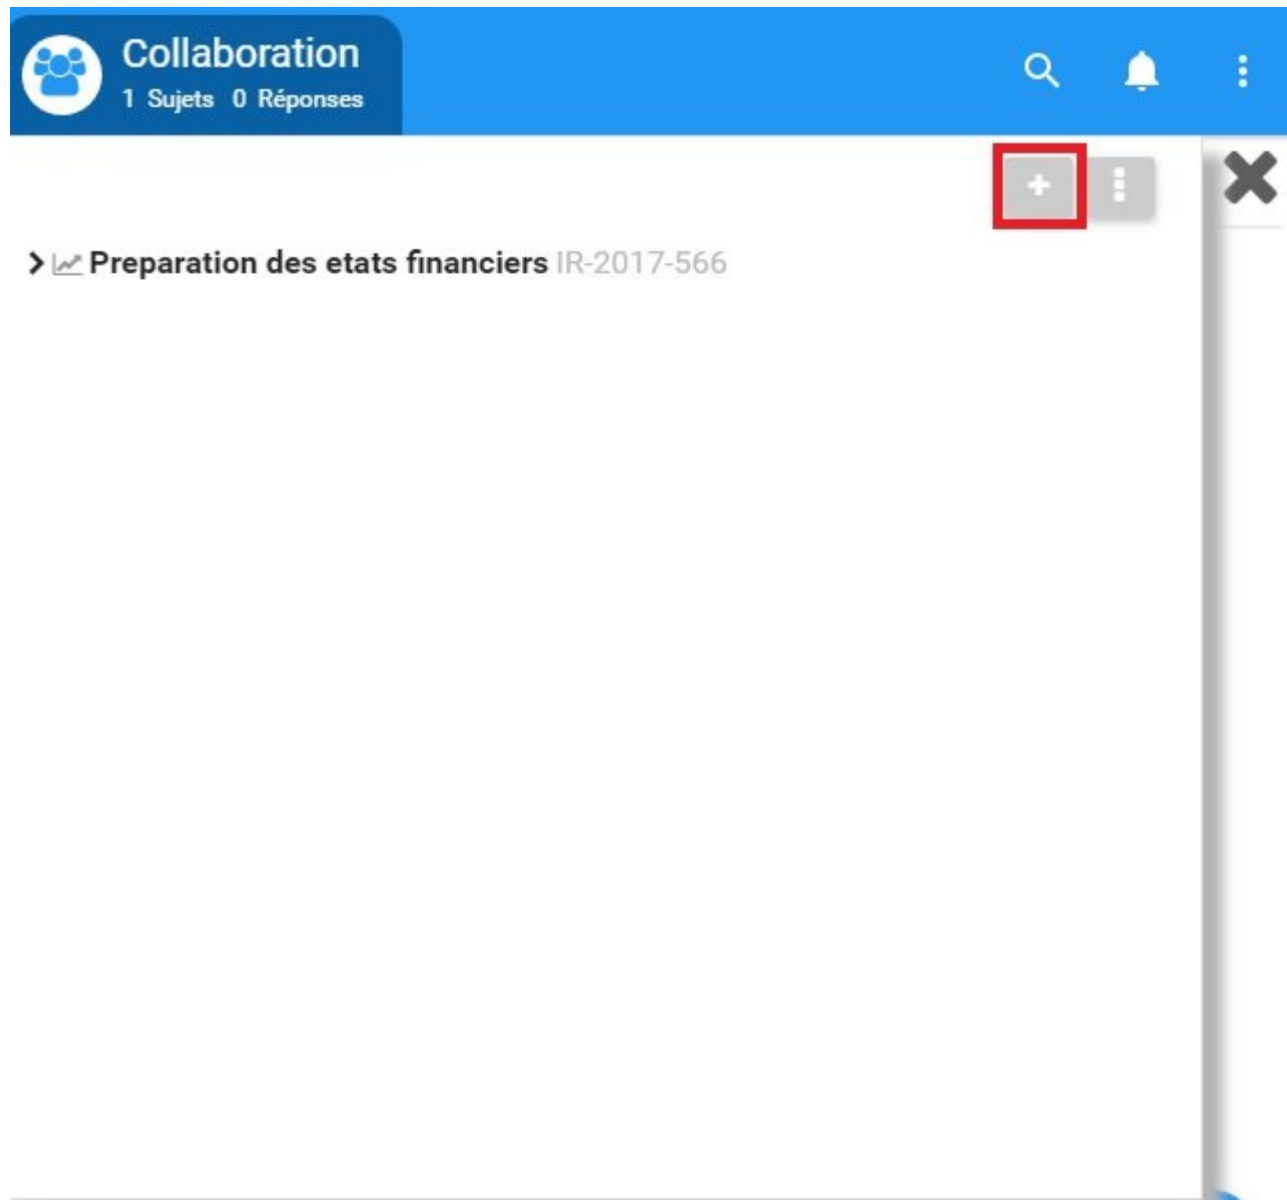 Collaboration
1 Sujets 0 Réponses
Preparation des etats financiers IR-2017-566